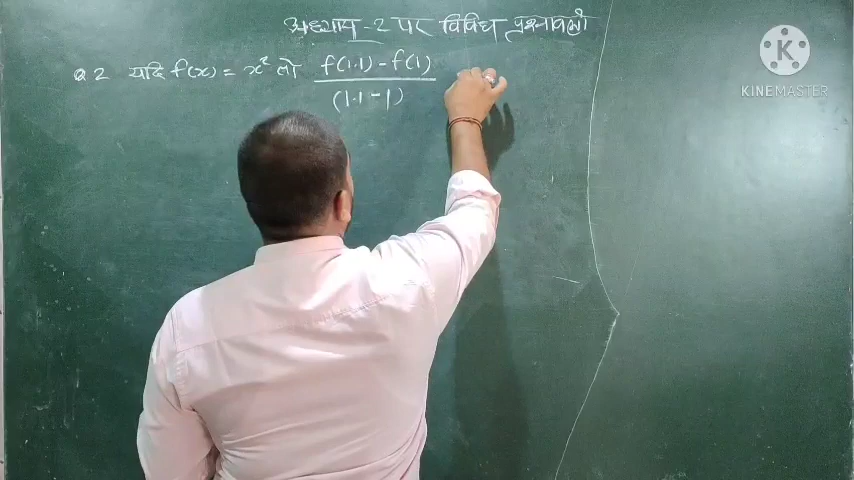 अध्याय-2 पर विविध प्रश्नावली
Q 2 यदि f(x) = x² तो f(1.1) - f(1)
(1.1 - 1)
KINEMASTER